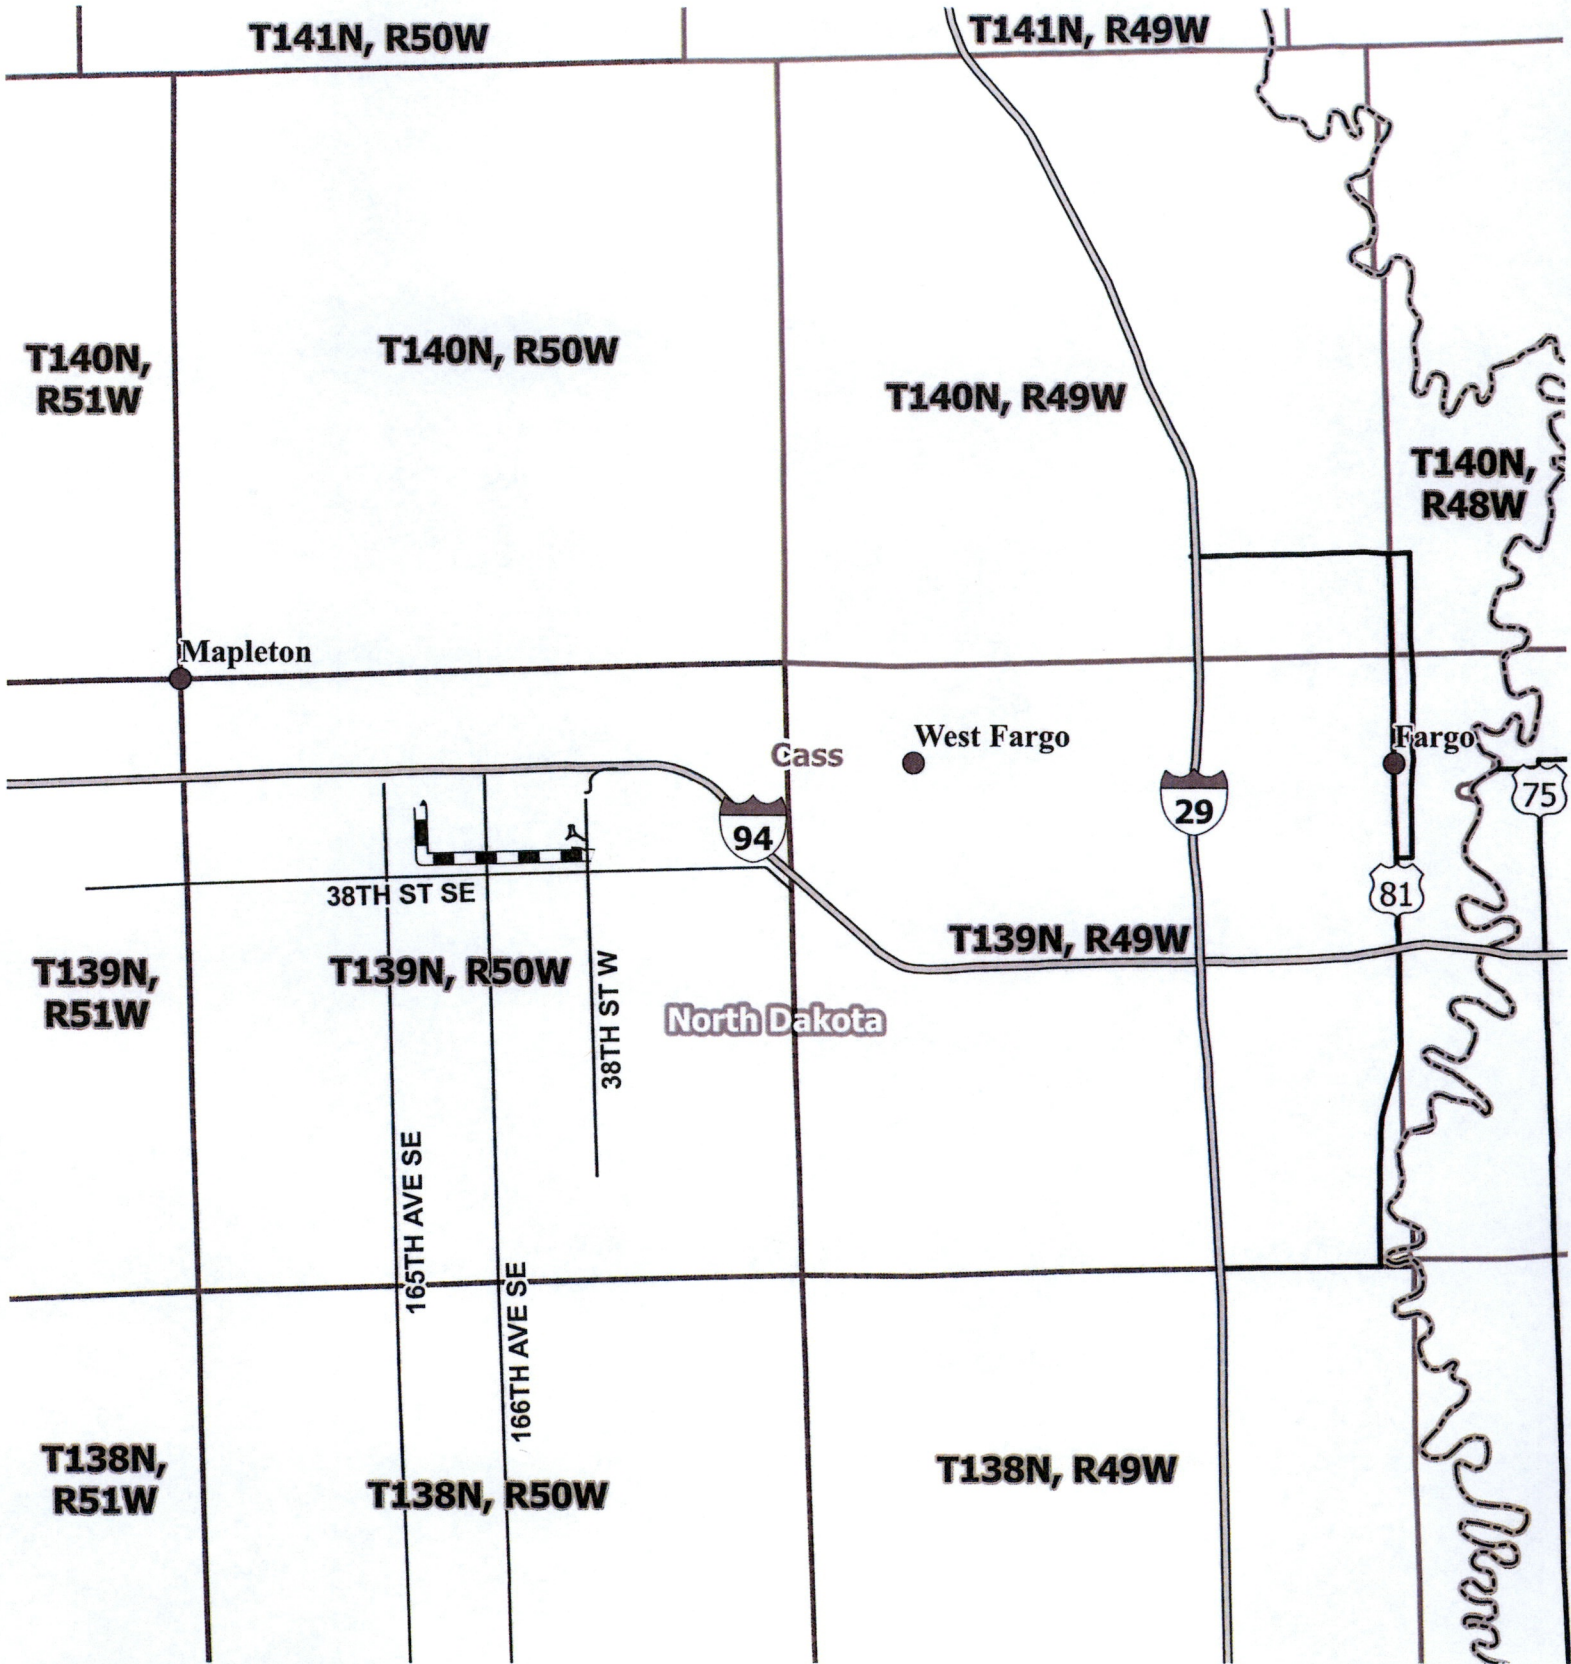 T141N, R50W
T141N, R49W
T140N,
R51W
T140N, R50W
T140N, R49W
T140N,
R48W
Mapleton
West Fargo
Fargo
Cass
75
94
29
81
38TH ST SE
T139N,
R51W
T139N, R50W
T139N, R49W
38TH ST W
North Dakota
165TH AVE SE
166TH AVE SE
T138N,
R51W
T138N, R50W
T138N, R49W